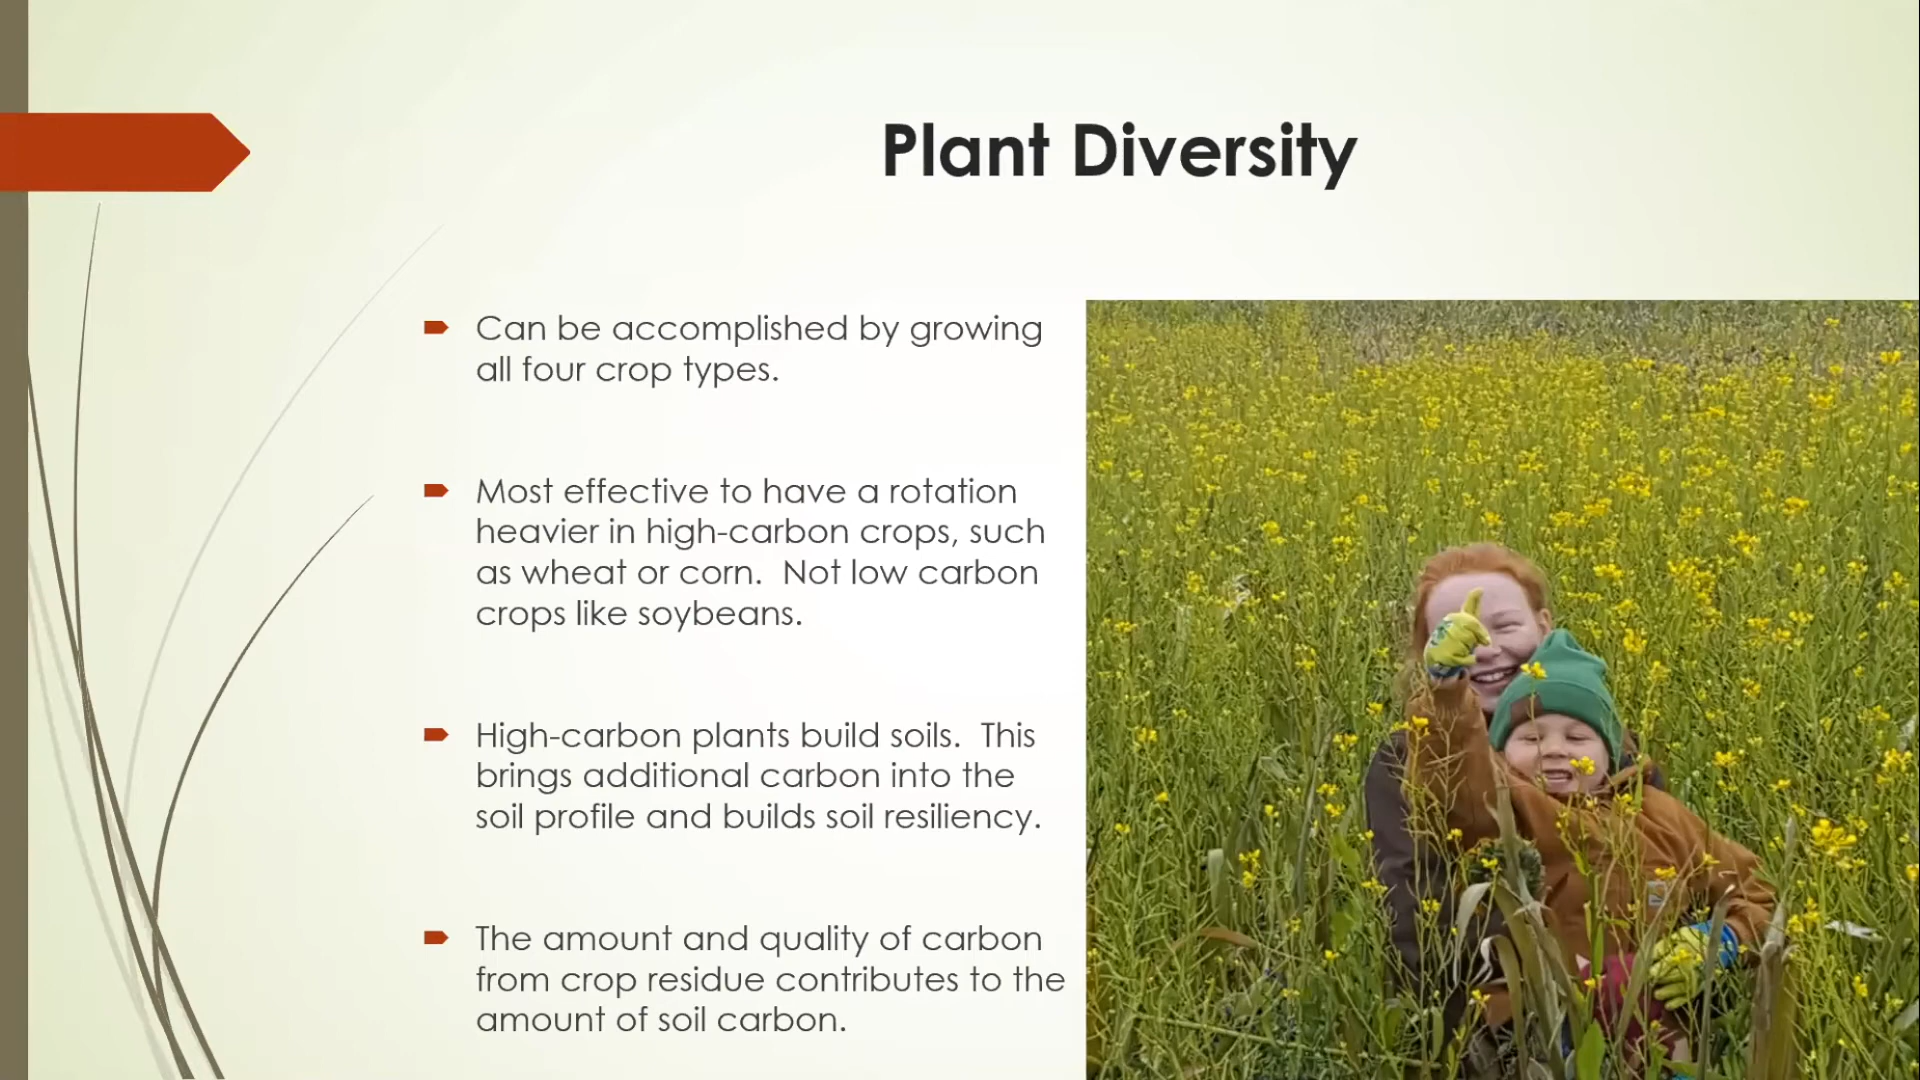 Plant Diversity
Can be accomplished by growing
all four crop types.
Most effective to have a rotation
heavier in high-carbon crops, such
as wheat or corn.  Not low carbon
crops like soybeans.
High-carbon plants build soils.  This
brings additional carbon into the
soil profile and builds soil resiliency.
The amount and quality of carbon
from crop residue contributes to the
amount of soil carbon.